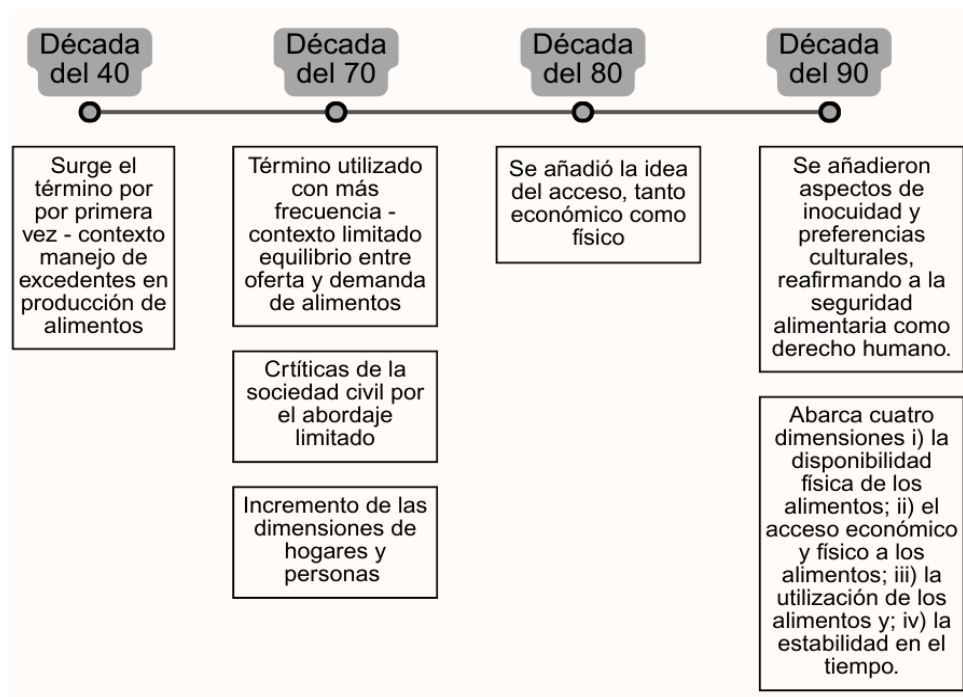 Década
del 40
Surge el
término por
por primera
vez - contexto
manejo de
excedentes en
producción de
alimentos
Década
del 70
Término utilizado
con más
frecuencia -
contexto limitado
equilibrio entre
oferta y demanda
de alimentos
Crtíticas de la
sociedad civil por
el abordaje
limitado
Incremento de las
dimensiones de
hogares y
personas
Década
del 80
Se añadió la idea
del acceso, tanto
económico como
físico
Década
del 90
Se añadieron
aspectos de
inocuidad y
preferencias
culturales,
reafirmando a la
seguridad
alimentaria como
derecho humano.
Abarca cuatro
dimensiones i) la
disponibilidad
física de los
alimentos; ii) el
acceso económico
y físico a los
alimentos; iii) la
utilización de los
alimentos y; iv) la
estabilidad en el
tiempo.